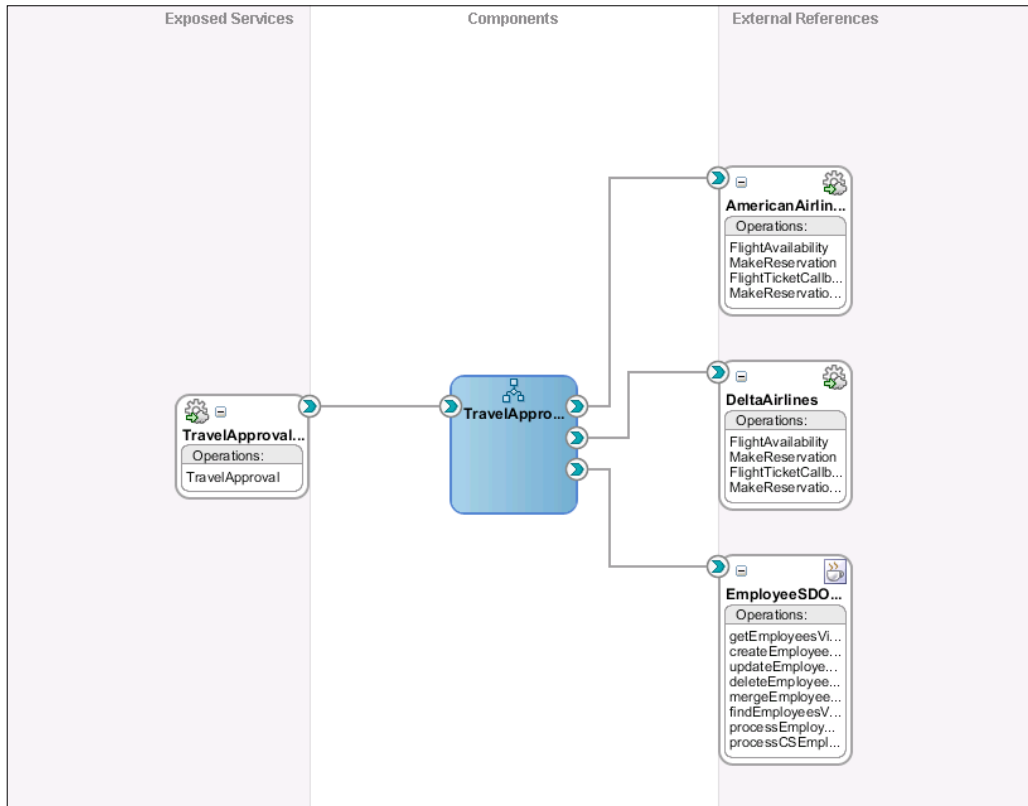 Exposed Services
Components
External References
TravelApproval...
Operations:
TravelApproval
TravelAppro...
AmericanAirlin...
Operations:
FlightAvailability
MakeReservation
FlightTicketCallb...
MakeReservatio...
DeltaAirlines
Operations:
FlightAvailability
MakeReservation
FlightTicketCallb...
MakeReservatio...
EmployeeSDO...
Operations:
getEmployeesVi...
createEmployee...
updateEmploye...
deleteEmployee...
mergeEmployee...
findEmployeesV...
processEmploy...
processCSEmpl...